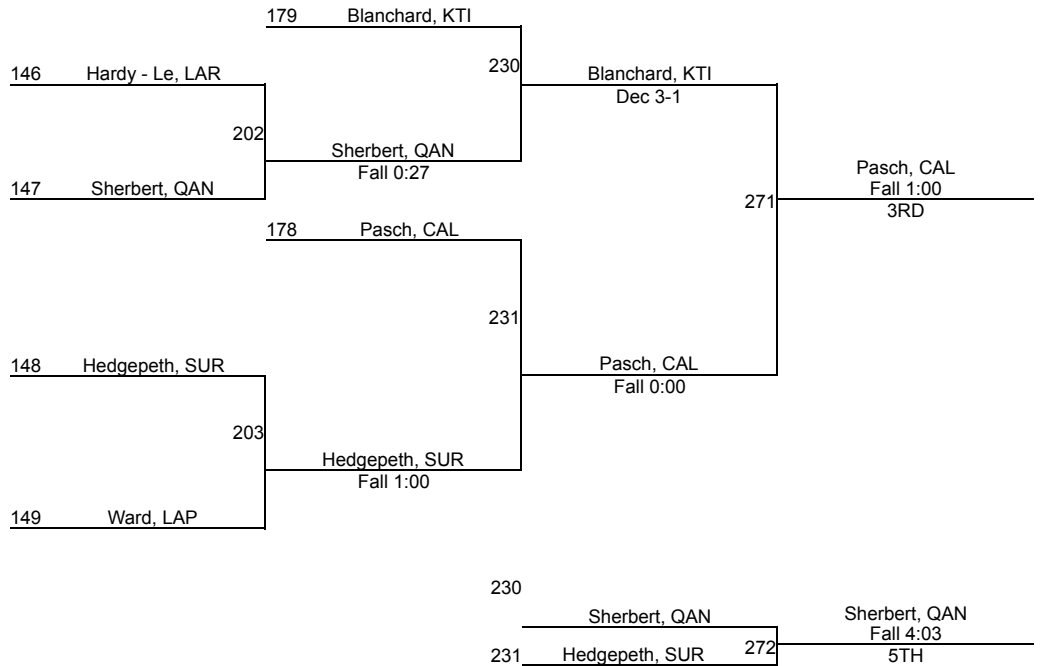 179 Blanchard, KTI
146 Hardy - Le, LAR
230
Blanchard, KTI
Dec 3-1
202
Sherbert, QAN
Fall 0:27
147 Sherbert, QAN
Pasch, CAL
Fall 1:00
3RD
271
178 Pasch, CAL
231
148 Hedgepeth, SUR
Pasch, CAL
Fall 0:00
203
Hedgepeth, SUR
Fall 1:00
149 Ward, LAP
230
Sherbert, QAN
Sherbert, QAN
Fall 4:03
5TH
231 Hedgepeth, SUR
272